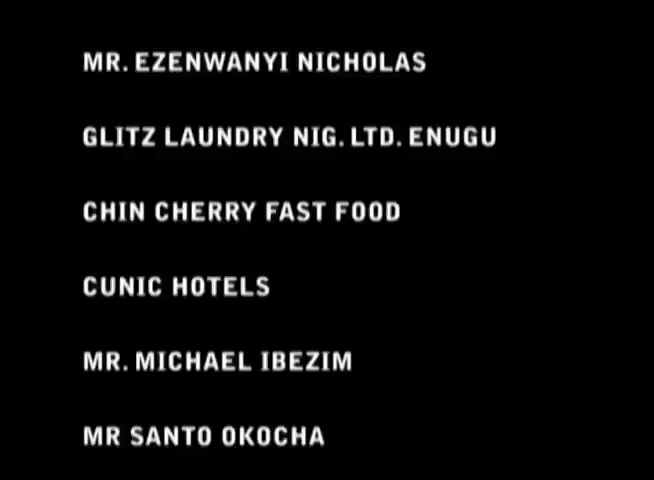 MR. EZENWANYI NICHOLAS
GLITZ LAUNDRY NIG. LTD. ENUGU
CHIN CHERRY FAST FOOD
CUNIC HOTELS
MR. MICHAEL IBEZIM
MR SANTO OKOCHA